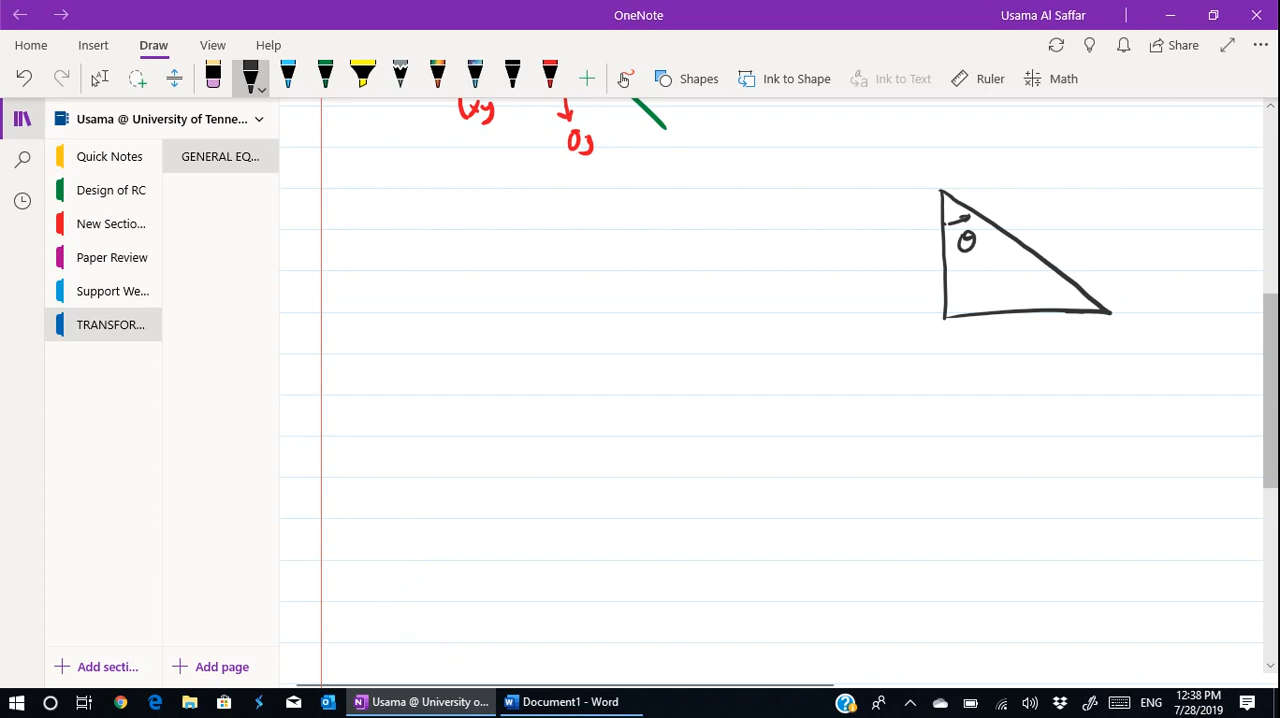 OneNote
Usama Al Saffar
Home Insert Draw View Help
Share
Shapes Ink to Shape Ink to Text Ruler Math
Usama @ University of Tenne...
Quick Notes
Design of RC
New Sectio...
Paper Review
Support We...
TRANSFOR...
GENERAL EQ...
τxy
σy
θ
Add secti... Add page
Usama @ University o... Document1 - Word
ENG
12:38 PM
7/28/2019